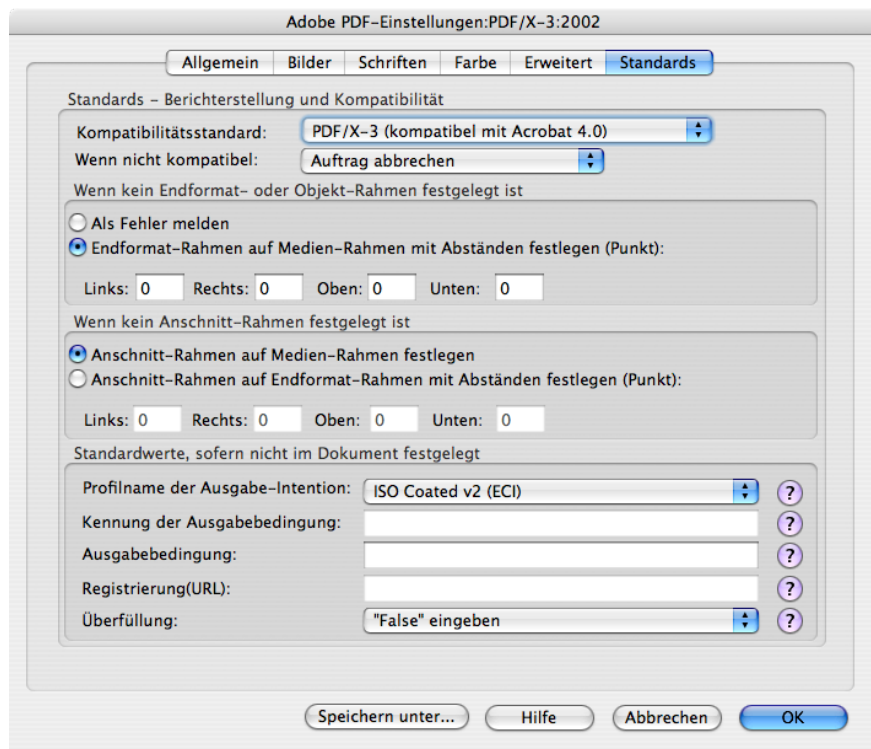 Adobe PDF-Einstellungen:PDF/X-3:2002
Allgemein Bilder Schriften Farbe Erweitert Standards
Standards – Berichterstellung und Kompatibilität
Kompatibilitätsstandard: PDF/X-3 (kompatibel mit Acrobat 4.0)
Wenn nicht kompatibel: Auftrag abbrechen
Wenn kein Endformat- oder Objekt-Rahmen festgelegt ist
Als Fehler melden
Endformat-Rahmen auf Medien-Rahmen mit Abständen festlegen (Punkt):
Links: 0 Rechts: 0 Oben: 0 Unten: 0
Wenn kein Anschnitt-Rahmen festgelegt ist
Anschnitt-Rahmen auf Medien-Rahmen festlegen
Anschnitt-Rahmen auf Endformat-Rahmen mit Abständen festlegen (Punkt):
Links: 0 Rechts: 0 Oben: 0 Unten: 0
Standardwerte, sofern nicht im Dokument festgelegt
Profilname der Ausgabe-Intention: ISO Coated v2 (ECI) ?
Kennung der Ausgabebedingung: ?
Ausgabebedingung: ?
Registrierung(URL): ?
Überfüllung: "False" eingeben ?
Speichern unter... Hilfe Abbrechen OK